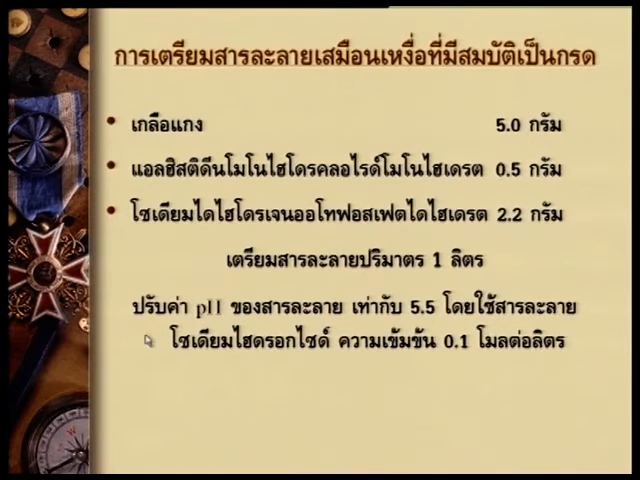 การเตรียมสารละลายเสมือนเหงื่อที่มีสมบัติเป็นกรด
• เกลือแกง 5.0 กรัม
• แอลฮิสติดีนโมโนไฮโดรคลอไรด์โมโนไฮเดรต 0.5 กรัม
• โซเดียมไดไฮโดรเจนออโทฟอสเฟตไดไฮเดรต 2.2 กรัม
เตรียมสารละลายปริมาตร 1 ลิตร
ปรับค่า pH ของสารละลาย เท่ากับ 5.5 โดยใช้สารละลาย
โซเดียมไฮดรอกไซด์ ความเข้มข้น 0.1 โมลต่อลิตร